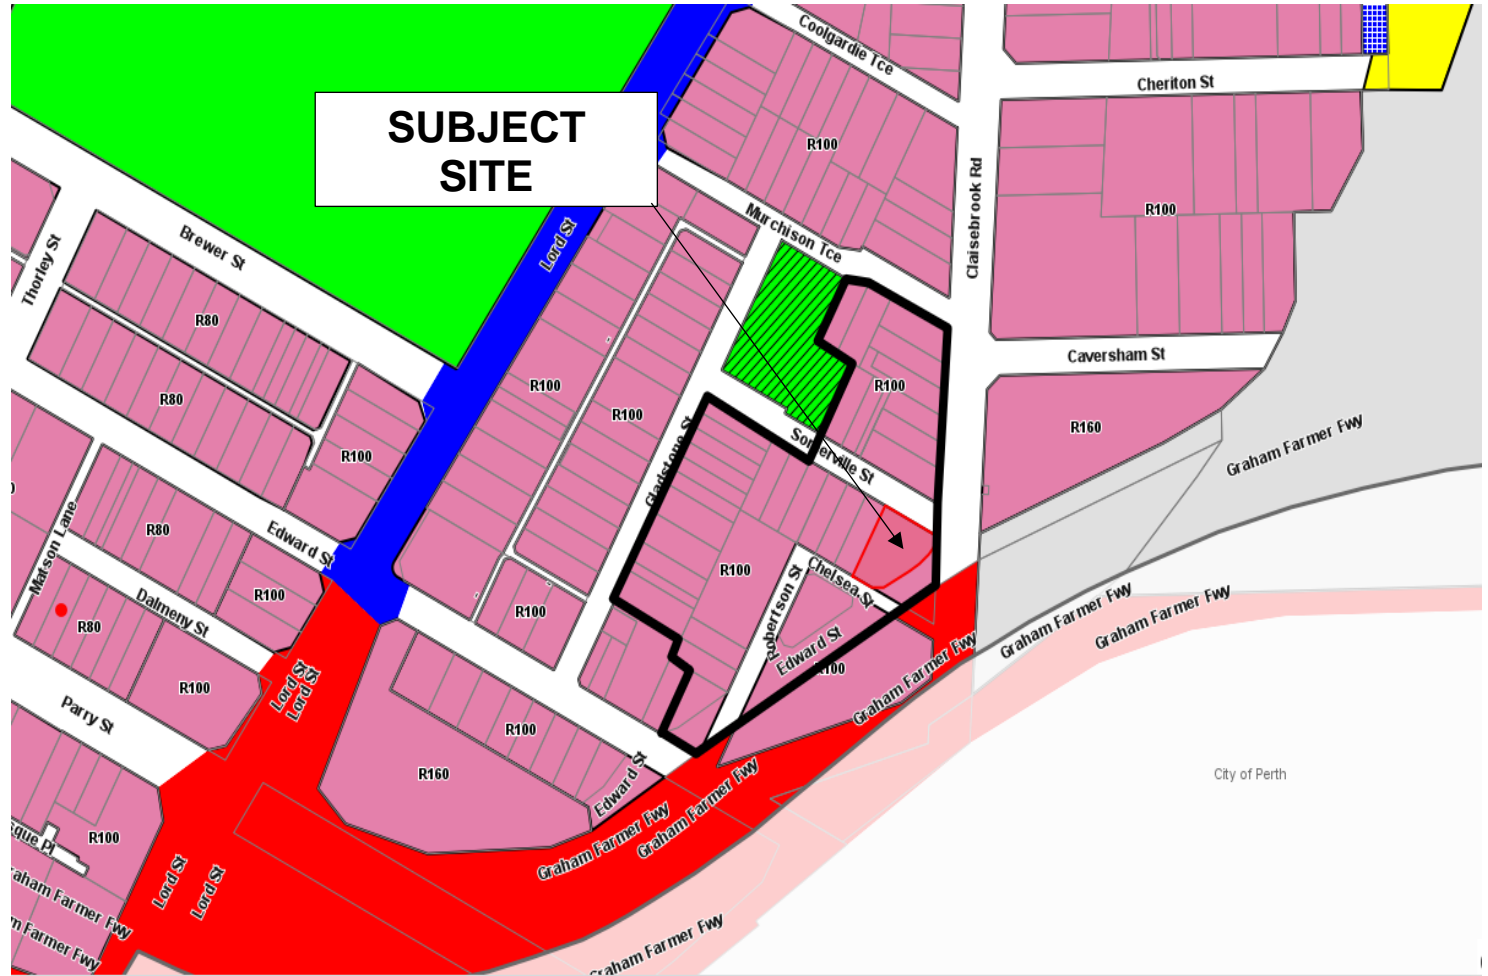 Coolgardie Tce
Cheriton St
SUBJECT
SITE
R100
Claisebrook Rd
R100
Murchison Tce
Brewer St
Lord St
Thorley St
R80
Caversham St
R100
R100
R100
R80
R160
Graham Farmer Fwy
Gladstone St
Somerville St
R100
Matson Lane
R80
Edward St
R100
Chelsea St
Robertson St
R100
R100
Dalmeny St
R80
Edward St
R100
Graham Farmer Fwy
Graham Farmer Fwy
Graham Farmer Fwy
Lord St
Lord St
R100
Parry St
R100
R160
Edward St
Graham Farmer Fwy
Graham Farmer Fwy
City of Perth
R100
que Pl
Lord St
Lord St
raham Farmer Fwy
m Farmer Fwy
Graham Farmer Fwy